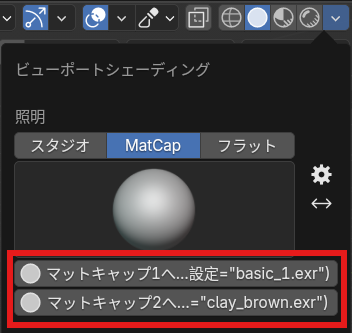 ビューポートシェーディング
照明
スタジオ MatCap フラット
マットキャップ1へ...設定="basic_1.exr")
マットキャップ2へ...="clay_brown.exr")